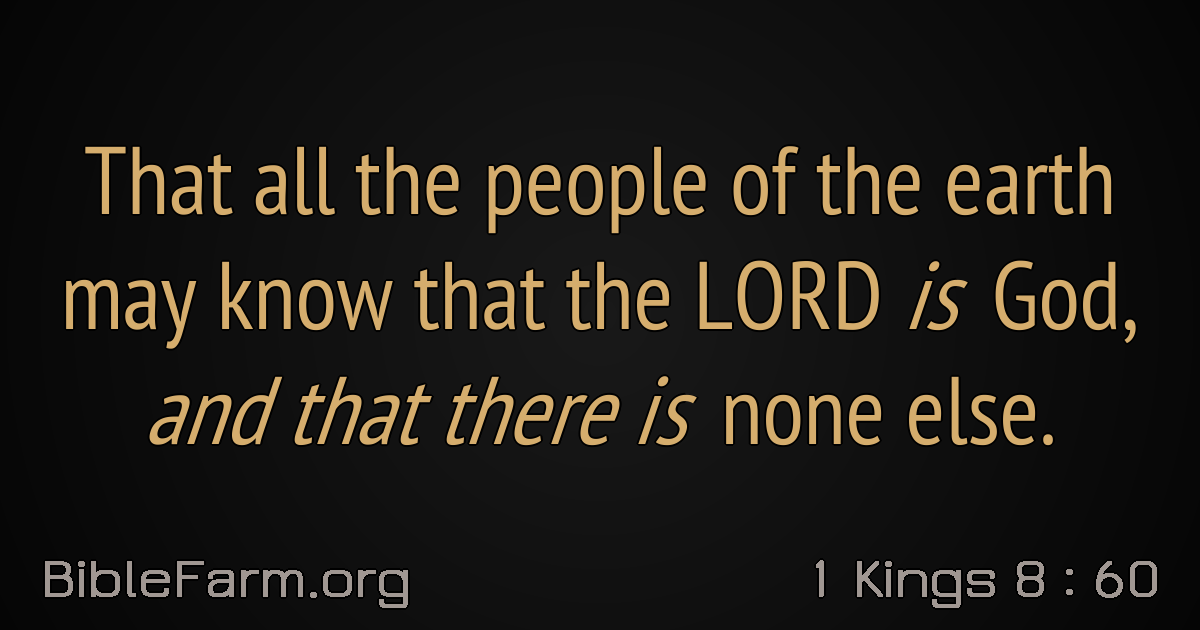 That all the people of the earth
may know that the LORD is God,
and that there is none else.
BibleFarm.org
1 Kings 8 : 60